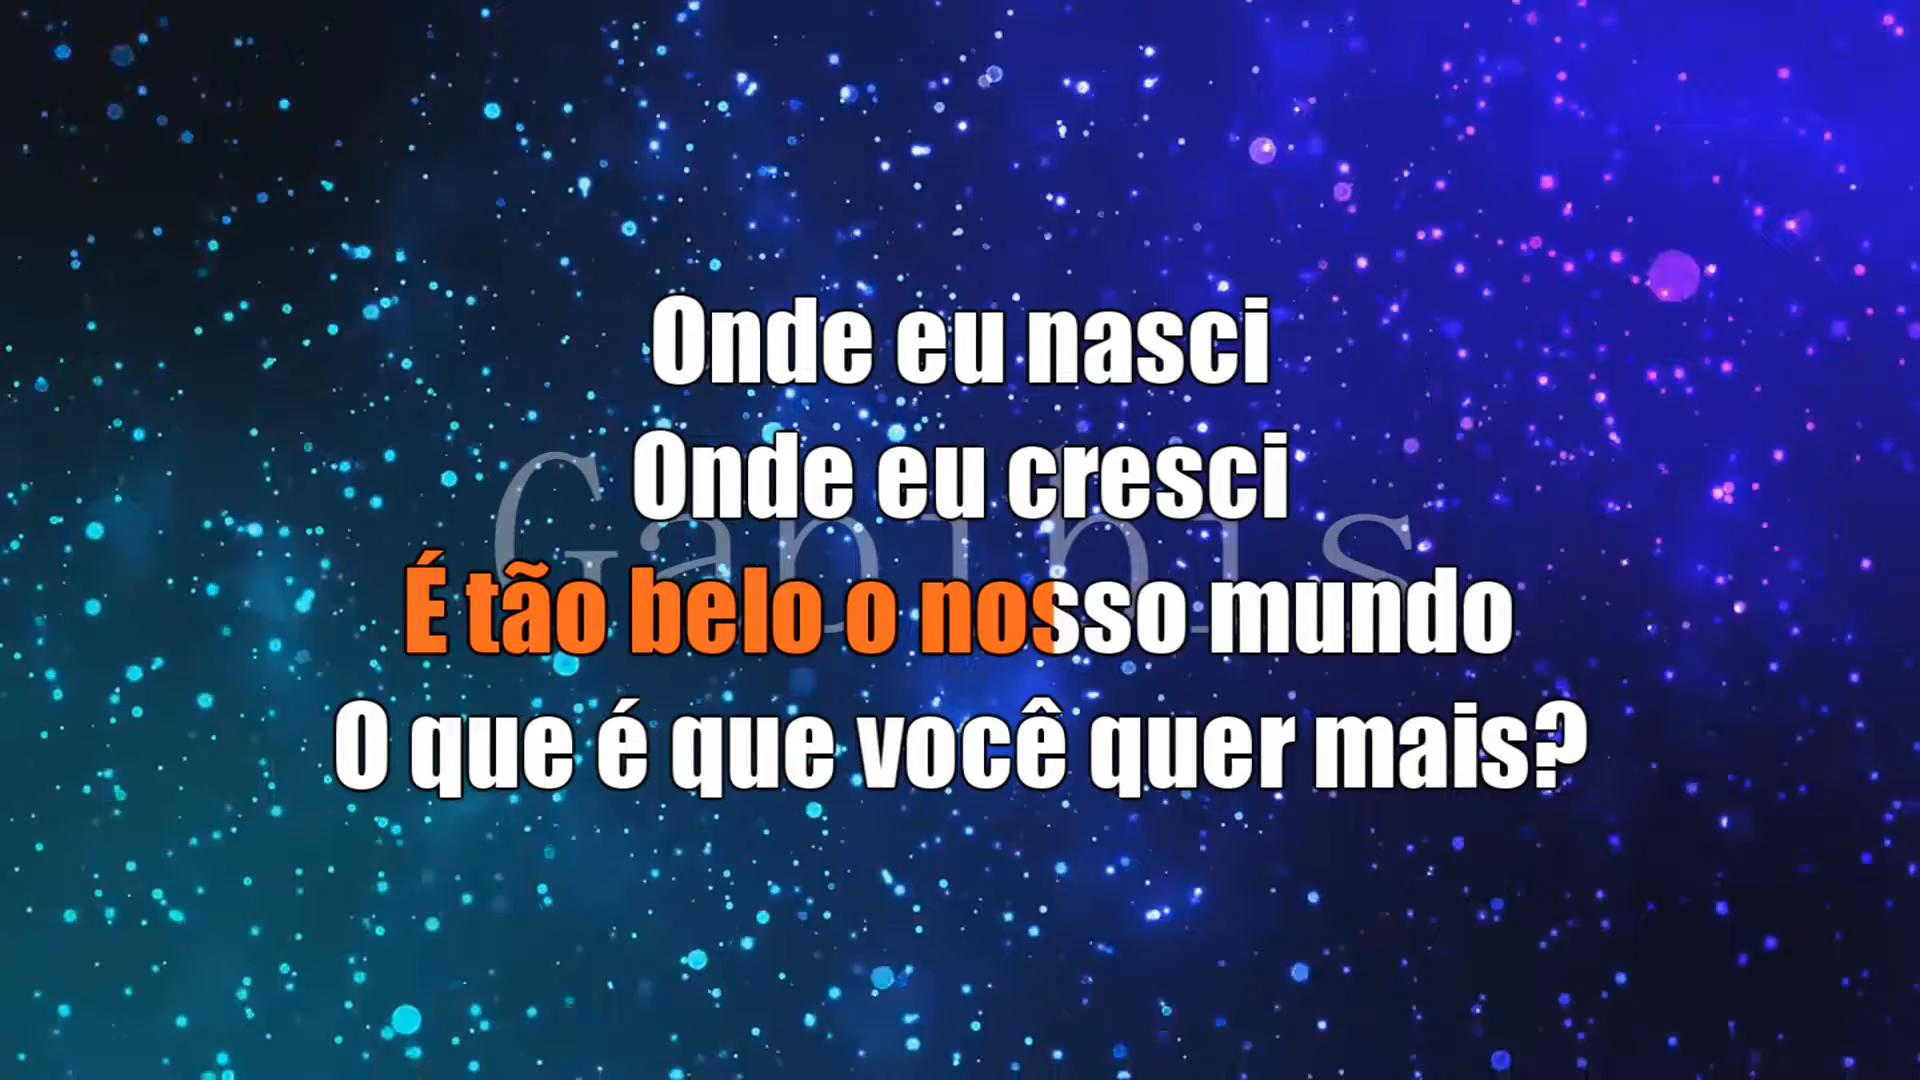 Onde eu nasci
Onde eu cresci
É tão belo o nosso mundo
O que é que você quer mais?